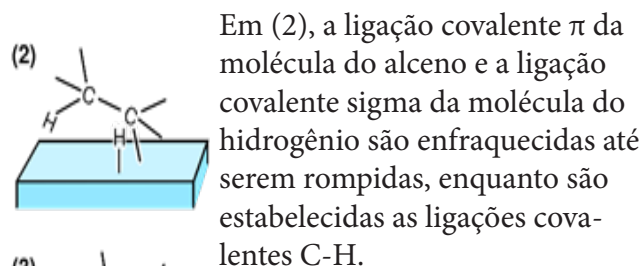 (2)
Em (2), a ligação covalente π da
molécula do alceno e a ligação
covalente sigma da molécula do
hidrogênio são enfraquecidas até
serem rompidas, enquanto são
estabelecidas as ligações cova-
lentes C-H.
C
C
H
H